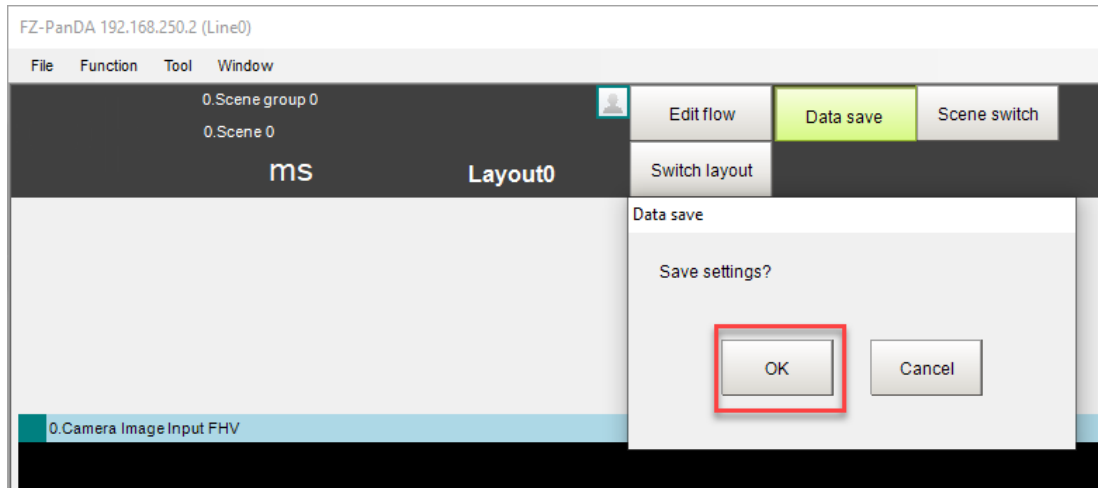 FZ-PanDA 192.168.250.2 (Line0)
File Function Tool Window
0.Scene group 0
0.Scene 0
ms
Layout0
Edit flow
Data save
Scene switch
Switch layout
Data save
Save settings?
OK
Cancel
0.Camera Image Input FHV